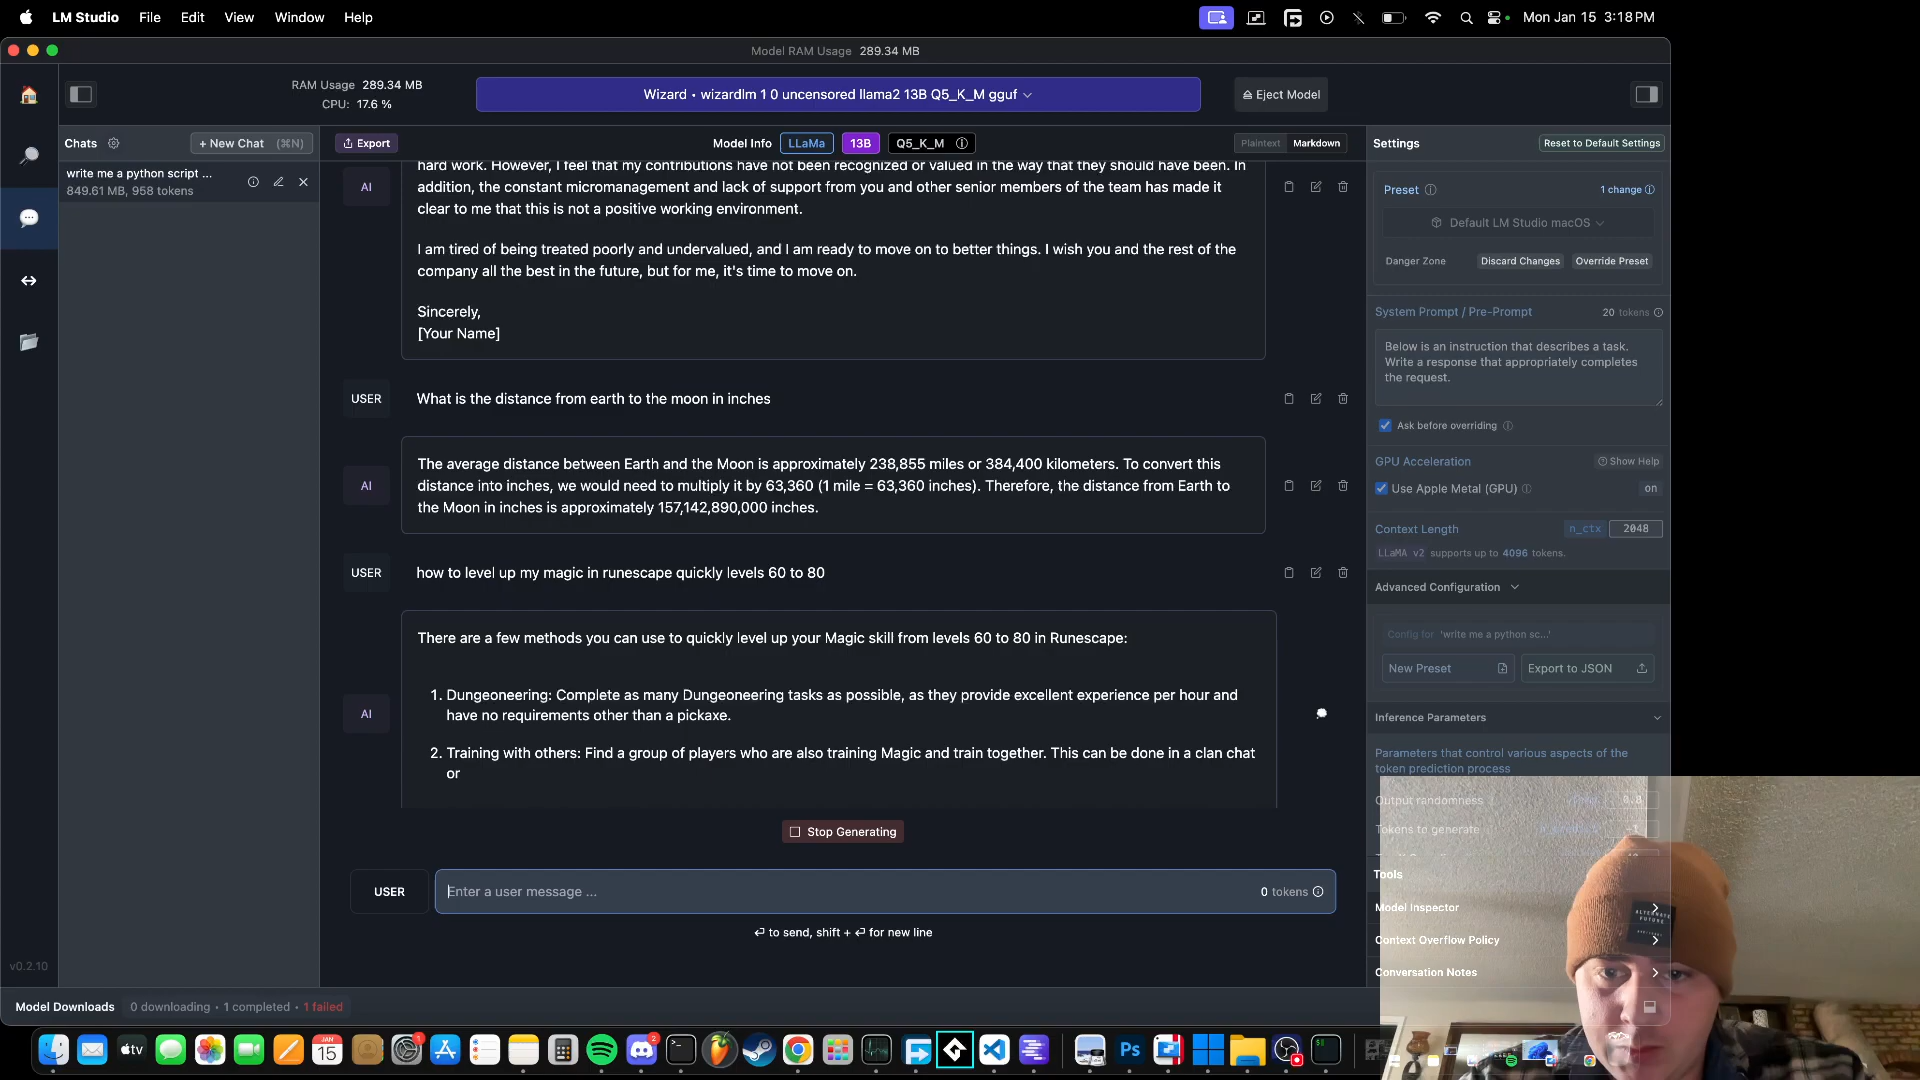 LM Studio File Edit View Window Help
Mon Jan 15 3:18 PM
Model RAM Usage 289.34 MB
RAM Usage 289.34 MB
CPU: 17.6 %
Wizard • wizardlm 1 0 uncensored llama2 13B Q5_K_M gguf
Eject Model
Chats
+ New Chat (⌘N)
Export
Model Info LLaMa 13B Q5_K_M
Plaintext Markdown
Settings
Reset to Default Settings
write me a python script ...
849.61 MB, 958 tokens
AI
hard work. However, I feel that my contributions have not been recognized or valued in the way that they should have been. In
addition, the constant micromanagement and lack of support from you and other senior members of the team has made it
clear to me that this is not a positive working environment.
I am tired of being treated poorly and undervalued, and I am ready to move on to better things. I wish you and the rest of the
company all the best in the future, but for me, it's time to move on.
Sincerely,
[Your Name]
USER
What is the distance from earth to the moon in inches
AI
The average distance between Earth and the Moon is approximately 238,855 miles or 384,400 kilometers. To convert this
distance into inches, we would need to multiply it by 63,360 (1 mile = 63,360 inches). Therefore, the distance from Earth to
the Moon in inches is approximately 157,142,890,000 inches.
USER
how to level up my magic in runescape quickly levels 60 to 80
AI
There are a few methods you can use to quickly level up your Magic skill from levels 60 to 80 in Runescape:
1. Dungeoneering: Complete as many Dungeoneering tasks as possible, as they provide excellent experience per hour and
have no requirements other than a pickaxe.
2. Training with others: Find a group of players who are also training Magic and train together. This can be done in a clan chat
or
Stop Generating
USER
Enter a user message ...
0 tokens
⏎ to send, shift + ⏎ for new line
Preset
1 change
Default LM Studio macOS
Danger Zone Discard Changes Override Preset
System Prompt / Pre-Prompt 20 tokens
Below is an instruction that describes a task.
Write a response that appropriately completes
the request.
Ask before overriding
GPU Acceleration Show Help
Use Apple Metal (GPU) on
Context Length n_ctx 2048
LLaMA v2 supports up to 4096 tokens.
Advanced Configuration
Config for 'write me a python sc...'
New Preset Export to JSON
Inference Parameters
Parameters that control various aspects of the
token prediction process
Output randomness 0.8
Tokens to generate -1
Tools
Model Inspector
Context Overflow Policy
Conversation Notes
ALTERNATE
FUTURE
v0.2.10
Model Downloads 0 downloading • 1 completed • 1 failed
tv
JAN
15
1
2
Ps